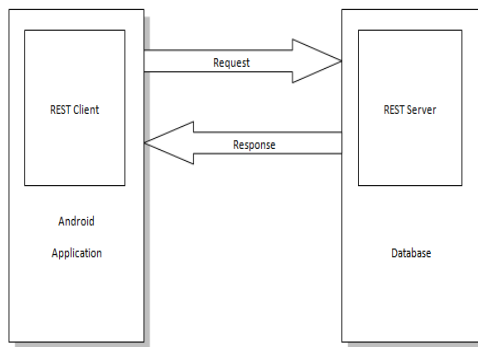 REST Client
Request
REST Server
Response
Android
Application
Database